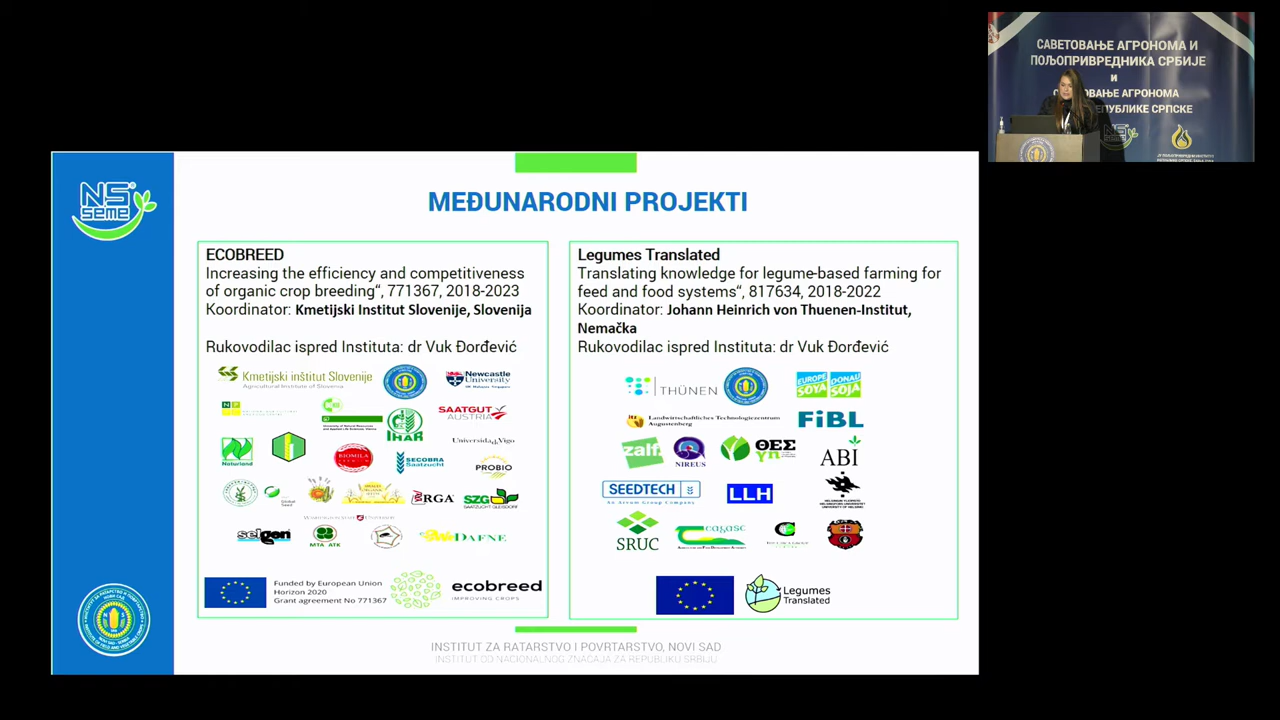 САВЕТОВАЊЕ АГРОНОМА И
ПОЉОПРИВРЕДНИКА СРБИЈЕ
И
АГРОНОМА
РЕПУБЛИКЕ СРПСКЕ
NS
seme
MEĐUNARODNI PROJEKTI
ECOBREED
Increasing the efficiency and competitiveness
of organic crop breeding“, 771367, 2018-2023
Koordinator: Kmetijski Institut Slovenije, Slovenija
Rukovodilac ispred Instituta: dr Vuk Đorđević
Kmetijski inštitut Slovenije
Agricultural Institute of Slovenia
Newcastle
University
SAATGUT
AUSTRIA
IHAR
Universidade Vigo
Naturland
BIOMILA
SECOBRA
Saatzucht
PROBIO
RGA
SZG
SAATZUCHT GLEISDORF
selgen
MTA-ATK
DAFNE
Funded by European Union
Horizon 2020
Grant agreement No 771367
ecobreed
IMPROVING CROPS
Legumes Translated
Translating knowledge for legume-based farming for
feed and food systems“, 817634, 2018-2022
Koordinator: Johann Heinrich von Thuenen-Institut,
Nemačka
Rukovodilac ispred Instituta: dr Vuk Đorđević
THÜNEN
EUROPE
SOYA
DONAU
SOJA
Landwirtschaftliches Technologiezentrum
Augustenberg
FiBL
zalf
NIREUS
ΘΕΣ
γη
ABI
SEEDTECH
LLH
SRUC
Legumes
Translated
INSTITUT ZA RATARSTVO I POVRTARSTVO, NOVI SAD
INSTITUT OD NACIONALNOG ZNAČAJA ZA REPUBLIKU SRBIJU